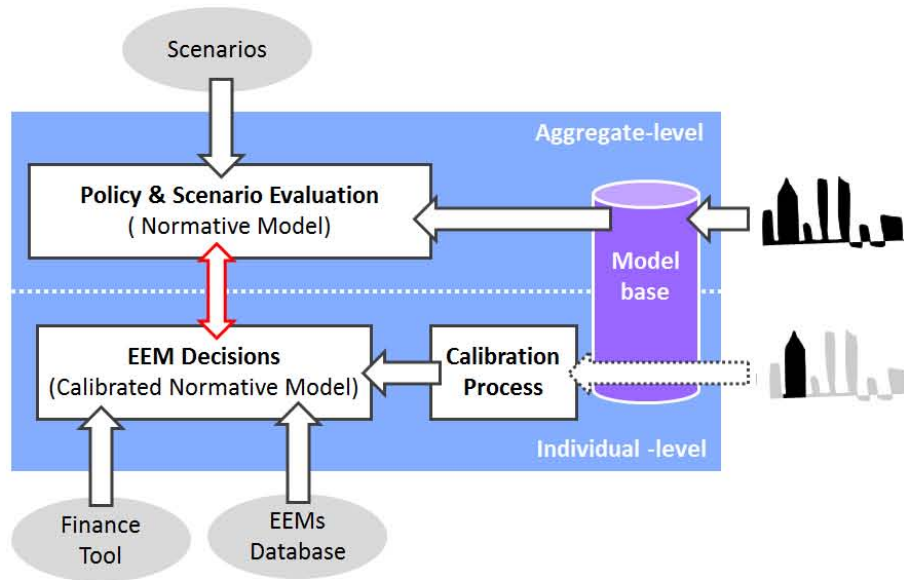 Scenarios
Aggregate-level
Policy & Scenario Evaluation
( Normative Model)
Model
base
EEM Decisions
(Calibrated Normative Model)
Calibration
Process
Individual -level
Finance
Tool
EEMs
Database